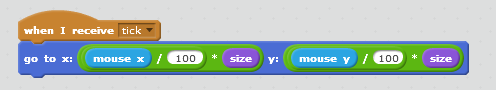 when I receive tick
go to x: mouse x / 100 * size y: mouse y / 100 * size